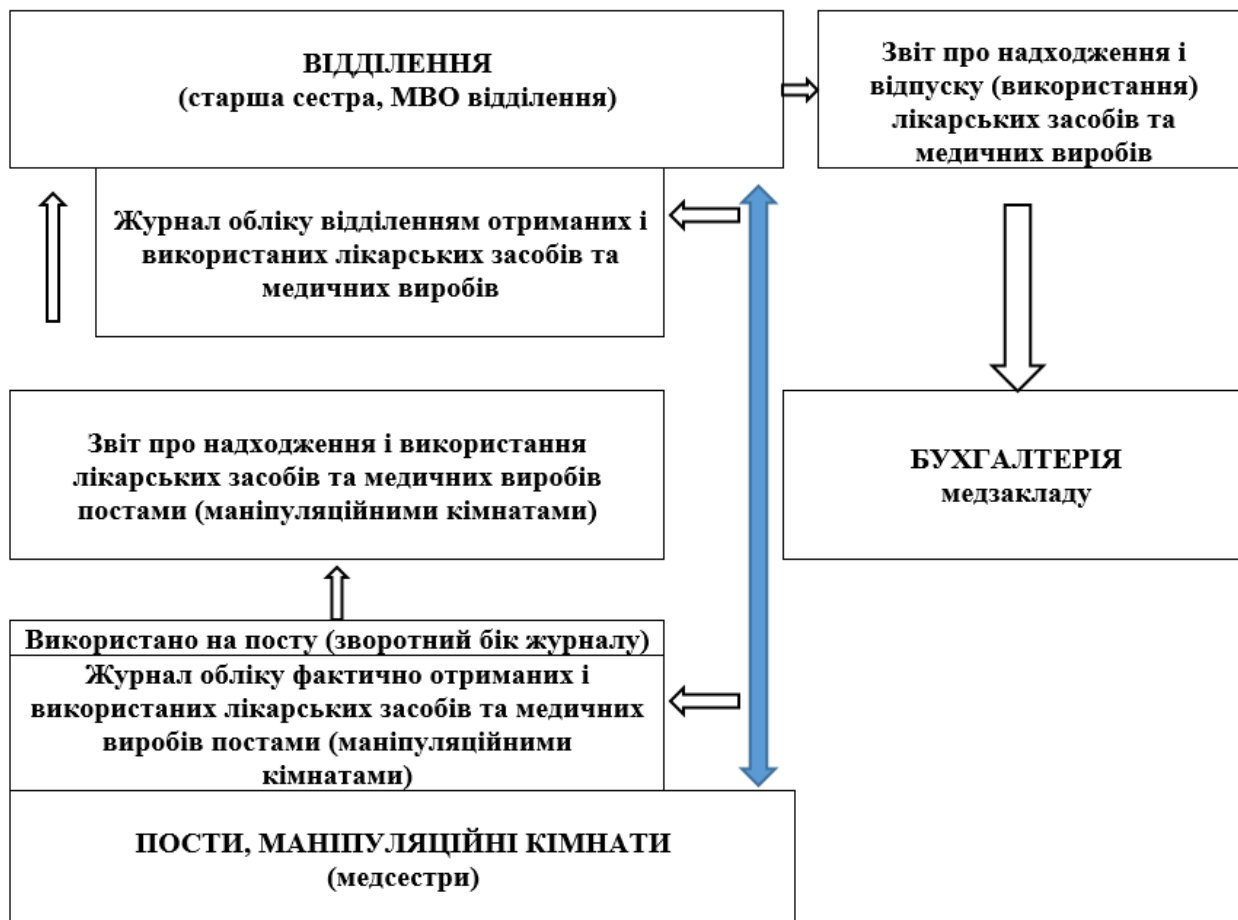 ВІДДІЛЕННЯ
(старша сестра, МВО відділення)
Звіт про надходження і
відпуску (використання)
лікарських засобів та
медичних виробів
Журнал обліку відділенням отриманих і
використаних лікарських засобів та
медичних виробів
Звіт про надходження і використання
лікарських засобів та медичних виробів
постами (маніпуляційними кімнатами)
БУХГАЛТЕРІЯ
медзакладу
Використано на посту (зворотний бік журналу)
Журнал обліку фактично отриманих і
використаних лікарських засобів та медичних
виробів постами (маніпуляційними
кімнатами)
ПОСТИ, МАНІПУЛЯЦІЙНІ КІМНАТИ
(медсестри)